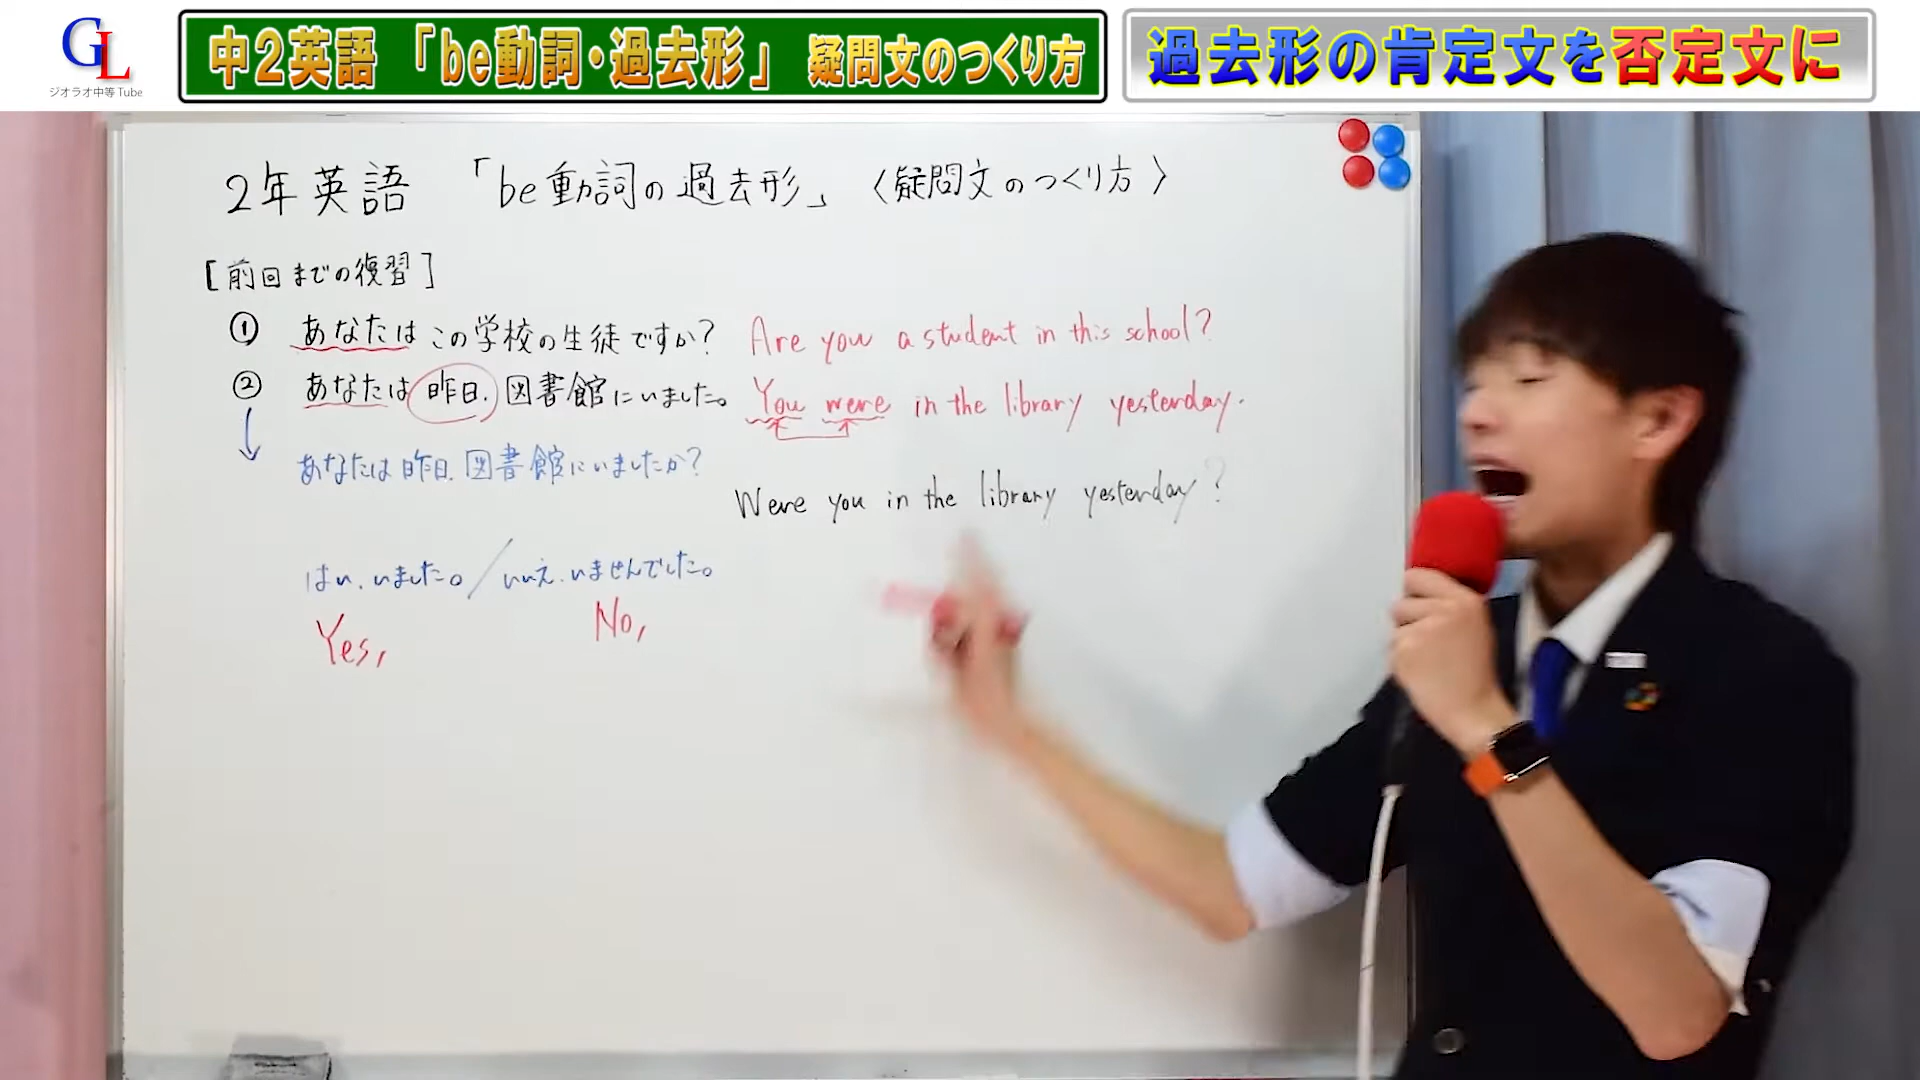 GL
ジオラオ中等Tube
中2英語 「be動詞・過去形」 疑問文のつくり方
過去形の肯定文を否定文に
2年英語 「be動詞の過去形」 〈疑問文のつくり方〉
[前回までの復習]
① あなたはこの学校の生徒ですか? Are you a student in this school?
② あなたは昨日、図書館にいました。 You were in the library yesterday.
↓ あなたは昨日、図書館にいましたか?
Were you in the library yesterday?
はい、いました。/いいえ、いませんでした。
Yes, No,